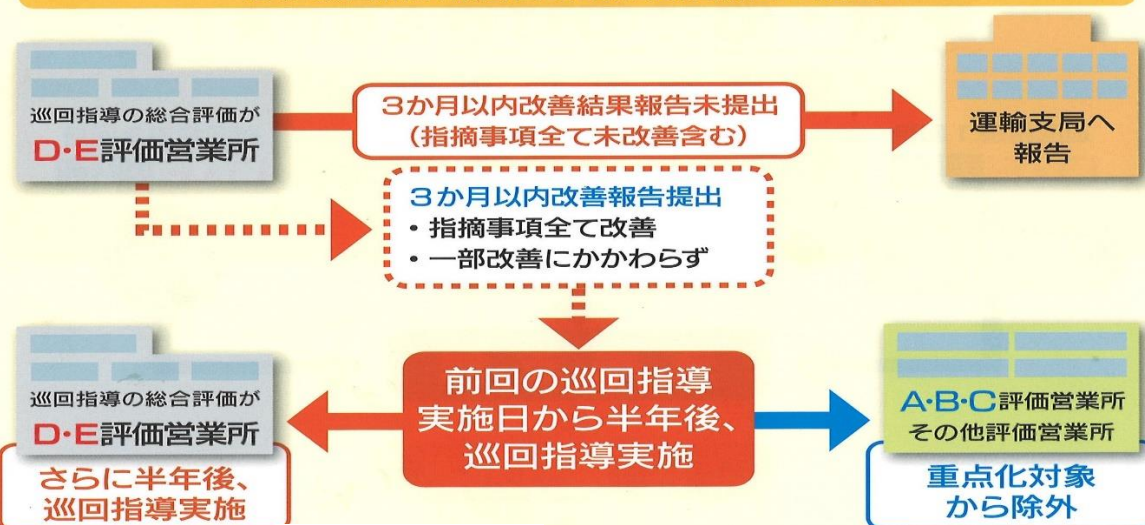 巡回指導の総合評価が
D・E評価営業所
3か月以内改善結果報告未提出
(指摘事項全て未改善含む)
運輸支局へ
報告
3か月以内改善報告提出
・指摘事項全て改善
・一部改善にかかわらず
巡回指導の総合評価が
D・E評価営業所
さらに半年後、
巡回指導実施
前回の巡回指導
実施日から半年後、
巡回指導実施
A・B・C評価営業所
その他評価営業所
重点化対象
から除外